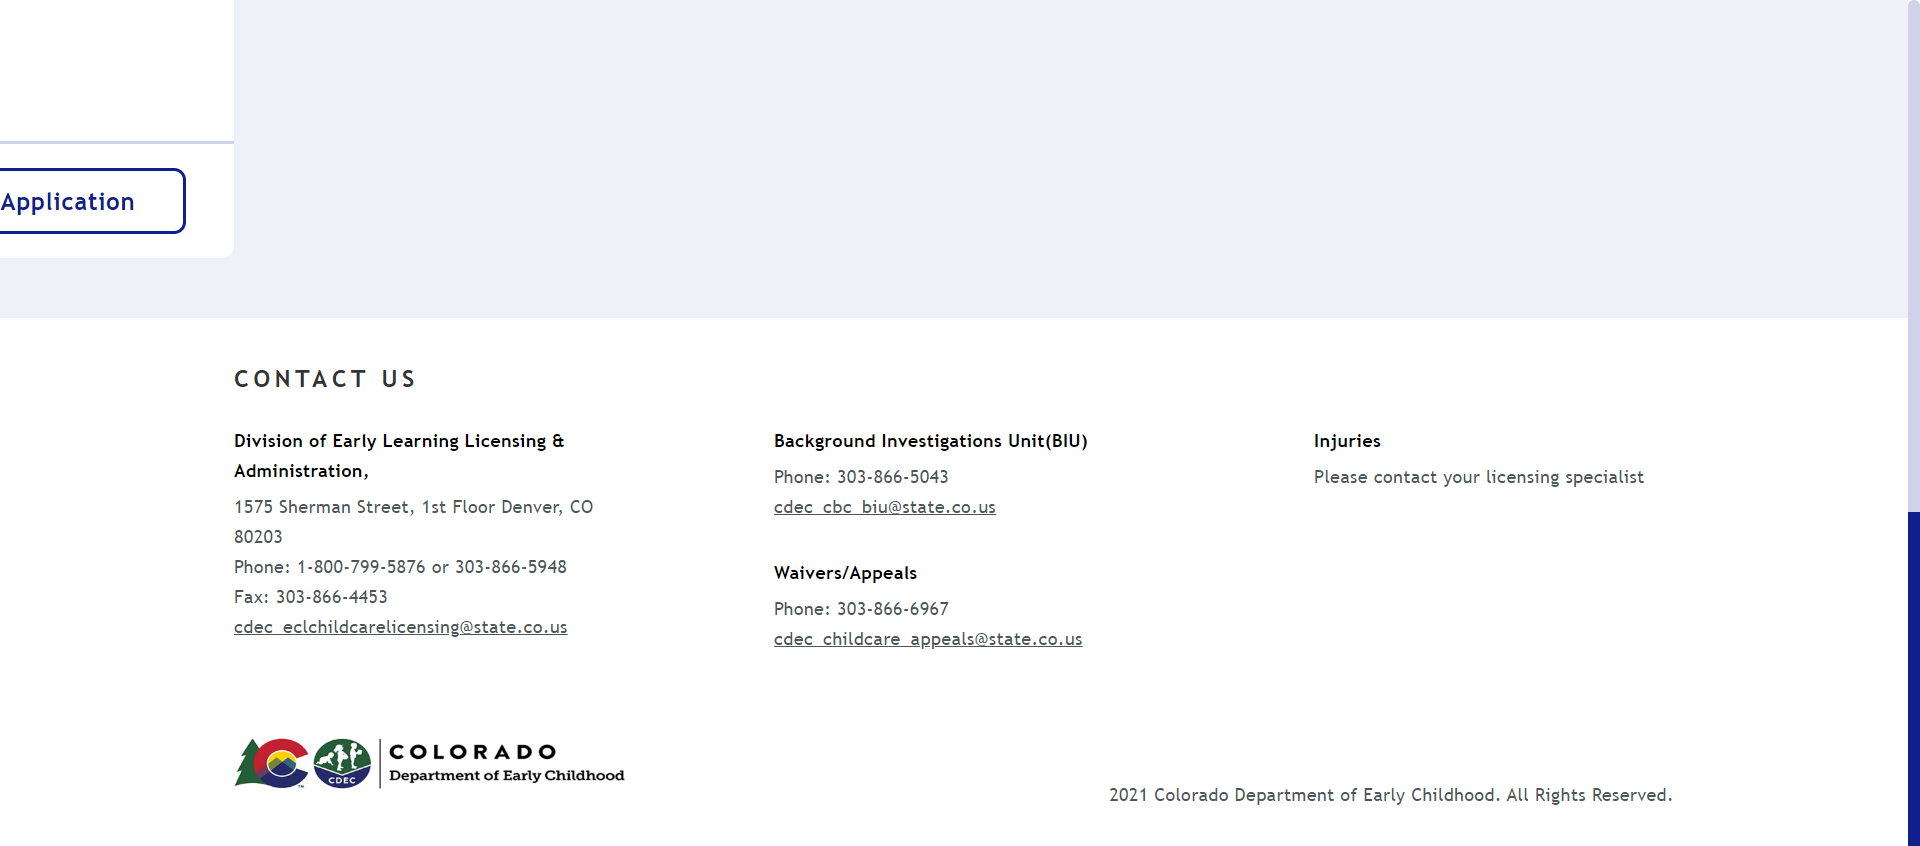 Application
CONTACT US
Division of Early Learning Licensing &
Administration,
1575 Sherman Street, 1st Floor Denver, CO
80203
Phone: 1-800-799-5876 or 303-866-5948
Fax: 303-866-4453
cdec_eclchildcarelicensing@state.co.us
Background Investigations Unit(BIU)
Phone: 303-866-5043
cdec_cbc_biu@state.co.us
Waivers/Appeals
Phone: 303-866-6967
cdec_childcare_appeals@state.co.us
Injuries
Please contact your licensing specialist
CDEC
COLORADO
Department of Early Childhood
2021 Colorado Department of Early Childhood. All Rights Reserved.